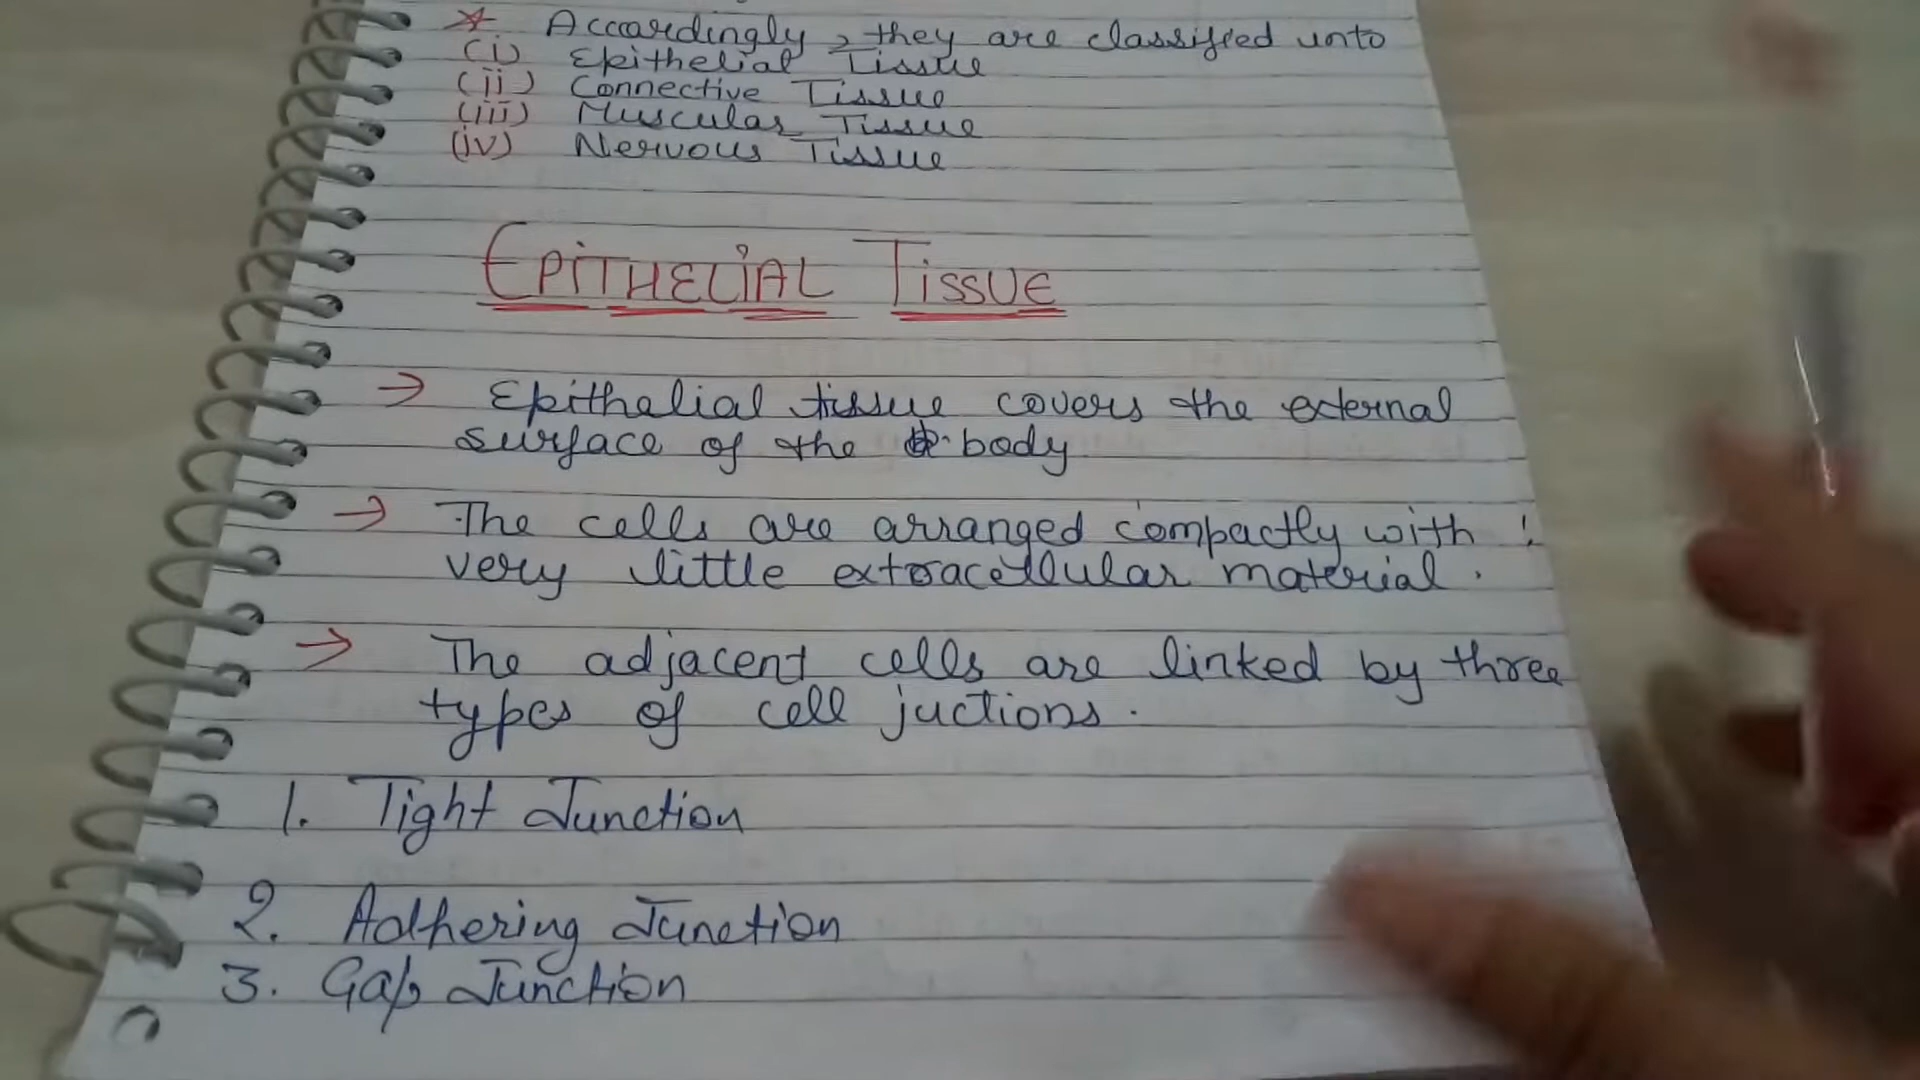 * Accordingly, they are classified into
(i) Epithelial Tissue
(ii) Connective Tissue
(iii) Muscular Tissue
(iv) Nervous Tissue
EPITHELIAL TISSUE
→ Epithelial tissue covers the external
surface of the body
→ The cells are arranged compactly with
very little extracellular material.
→ The adjacent cells are linked by three
types of cell juctions.
1. Tight Junction
2. Adhering Junction
3. Gap Junction